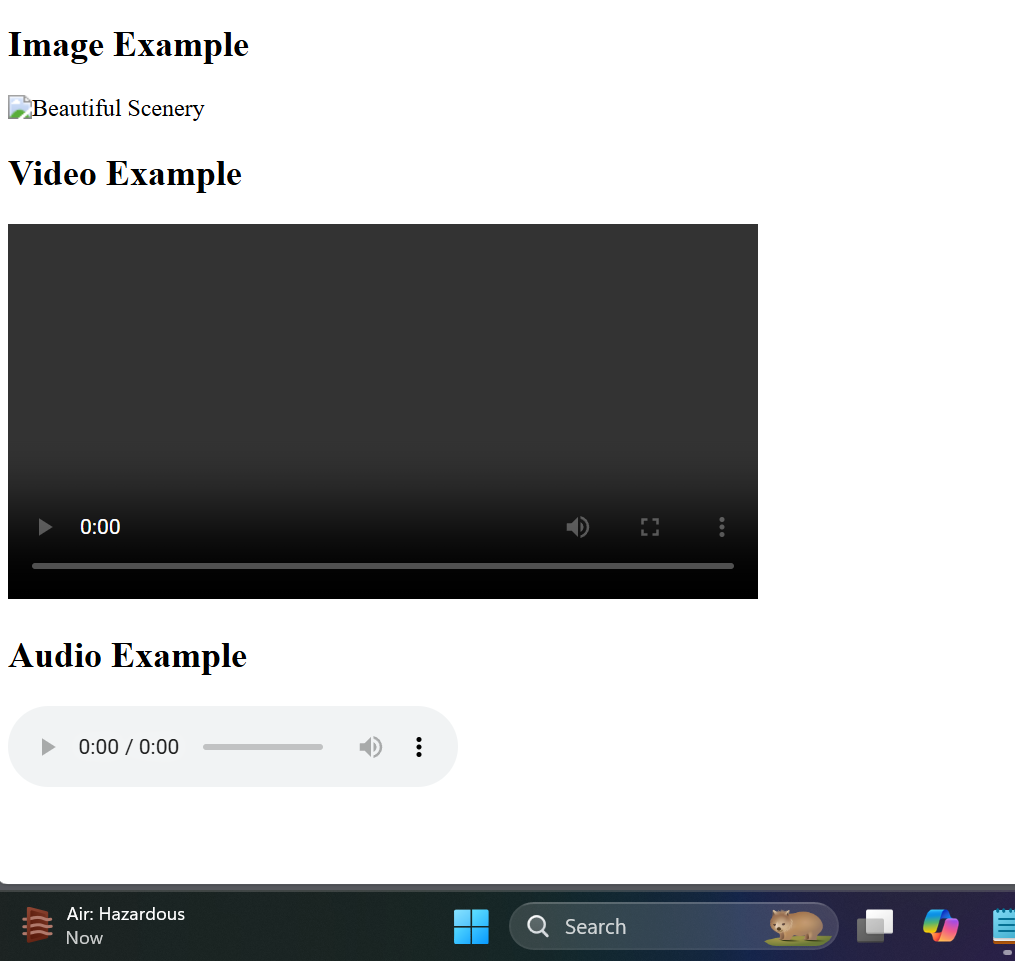 Image Example
Beautiful Scenery
Video Example
0:00
Audio Example
0:00 / 0:00
Air: Hazardous
Now
Search